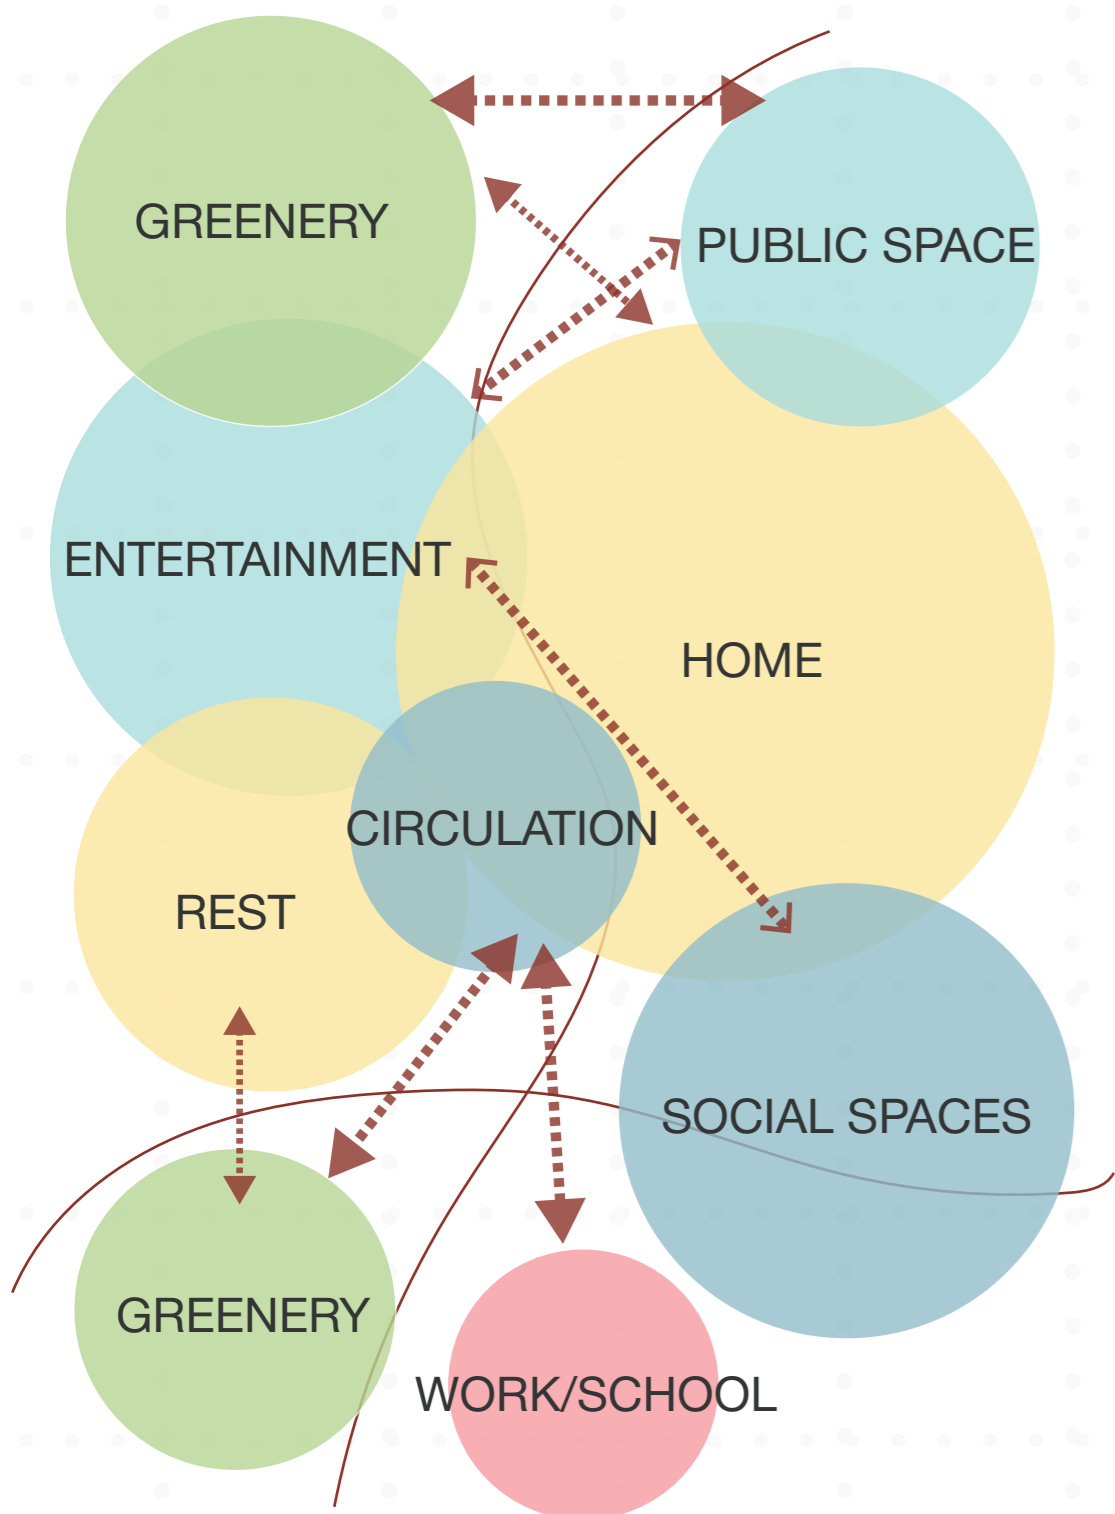 GREENERY
PUBLIC SPACE
ENTERTAINMENT
HOME
CIRCULATION
REST
SOCIAL SPACES
GREENERY
WORK/SCHOOL